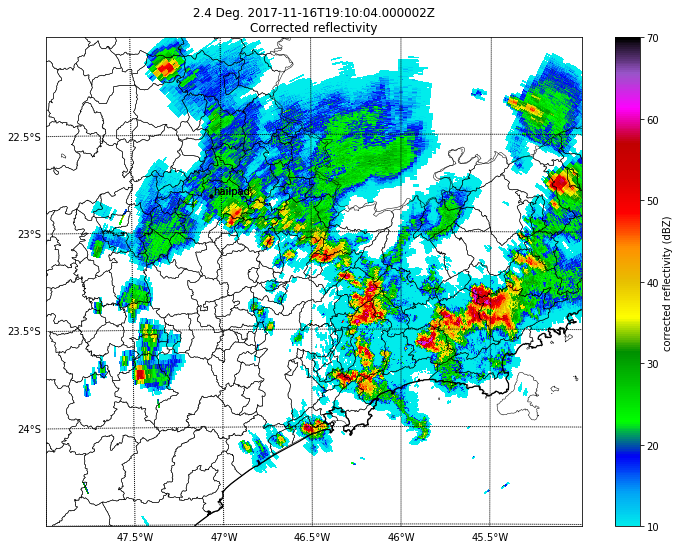 2.4 Deg. 2017-11-16T19:10:04.000002Z
Corrected reflectivity
22.5°S
23°S
23.5°S
24°S
47.5°W
47°W
46.5°W
46°W
45.5°W
hailpad
70
60
50
40
30
20
10
corrected reflectivity (dBZ)